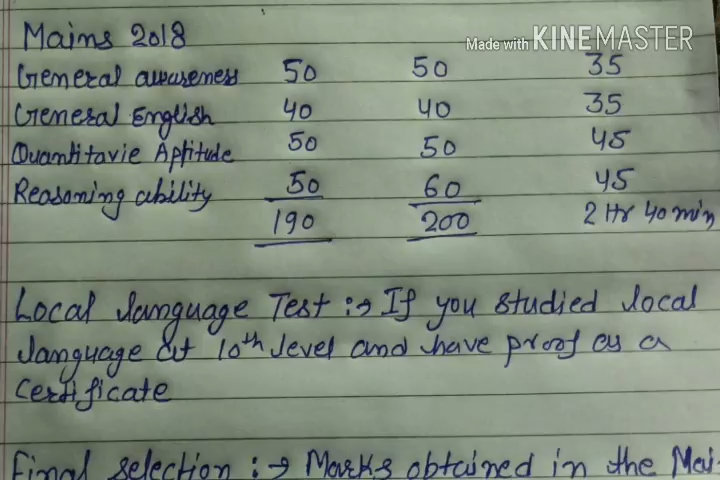 Made with KINEMASTER
Mains 2018
General awareness 50 50 35
General English 40 40 35
Quantitavie Aptitude 50 50 45
Reasoning ability 50 60 45
190 200 2 Hr 40 min
Local language Test :→ If you studied local
language at 10th level and have proof as a
certificate
Final selection :→ Marks obtained in the Mai